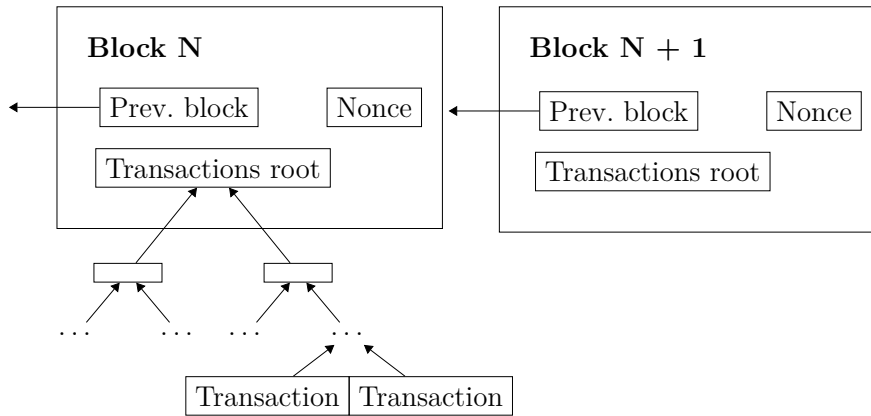 Block N
Block N + 1
Prev. block
Nonce
Prev. block
Nonce
Transactions root
Transactions root
...
...
...
...
Transaction
Transaction